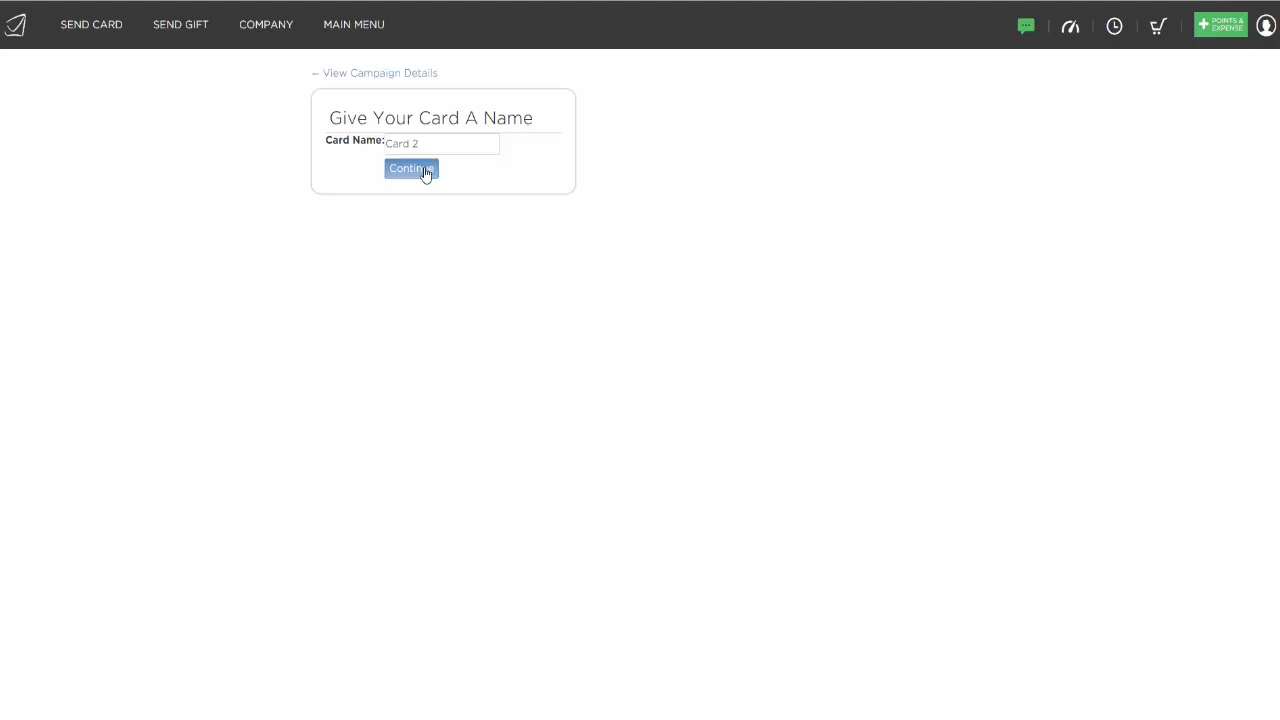 SEND CARD SEND GIFT COMPANY MAIN MENU POINTS & EXPENSE
← View Campaign Details
Give Your Card A Name
Card Name: Card 2
Continue